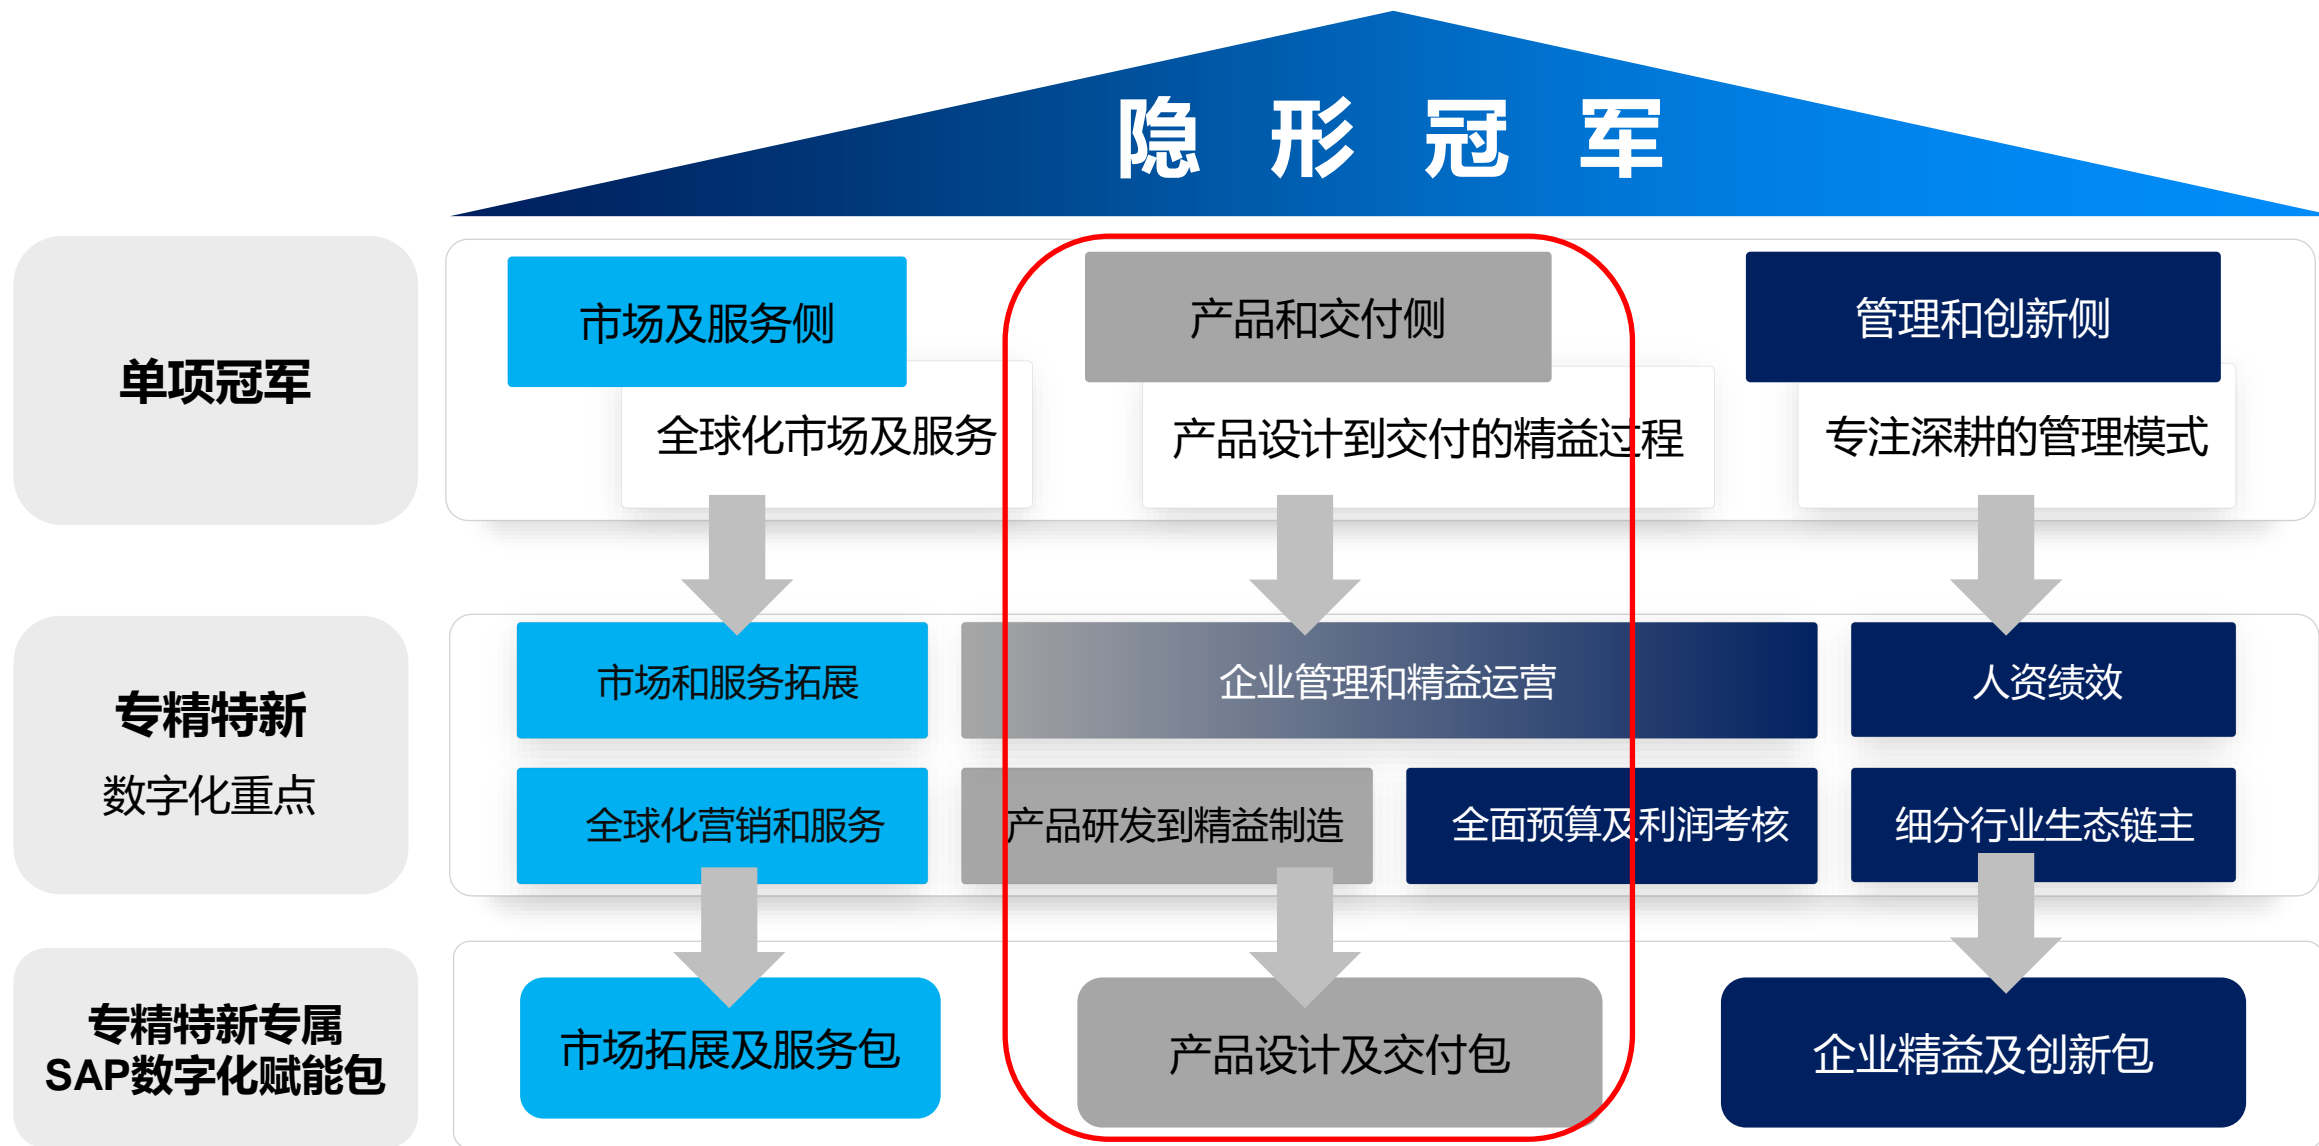 隐形冠军
单项冠军
市场及服务侧
产品和交付侧
管理和创新侧
全球化市场及服务
产品设计到交付的精益过程
专注深耕的管理模式
专精特新
数字化重点
市场和服务拓展
企业管理和精益运营
人资绩效
全球化营销和服务
产品研发到精益制造
全面预算及利润考核
细分行业生态链主
专精特新专属
SAP数字化赋能包
市场拓展及服务包
产品设计及交付包
企业精益及创新包